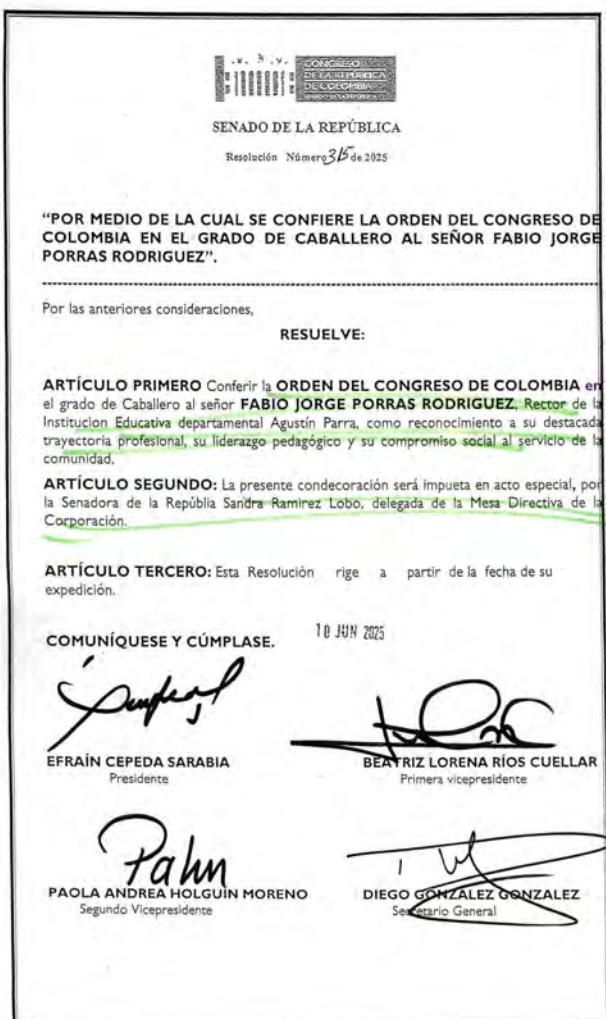 CONGRESO
DE LA REPÚBLICA
DE COLOMBIA
SENADO DE LA REPÚBLICA
Resolución Número 315 de 2025
“POR MEDIO DE LA CUAL SE CONFIERE LA ORDEN DEL CONGRESO DE
COLOMBIA EN EL GRADO DE CABALLERO AL SEÑOR FABIO JORGE
PORRAS RODRIGUEZ”.
Por las anteriores consideraciones,
RESUELVE:
ARTÍCULO PRIMERO Conferir la ORDEN DEL CONGRESO DE COLOMBIA en
el grado de Caballero al señor FABIO JORGE PORRAS RODRIGUEZ, Rector de la
Institucion Educativa departamental Agustín Parra, como reconocimiento a su destacada
trayectoria profesional, su liderazgo pedagógico y su compromiso social al servicio de la
comunidad.
ARTÍCULO SEGUNDO: La presente condecoración será impueta en acto especial, por
la Senadora de la Repúblia Sandra Ramirez Lobo, delegada de la Mesa Directiva de la
Corporación.
ARTÍCULO TERCERO: Esta Resolución rige a partir de la fecha de su
expedición.
COMUNÍQUESE Y CÚMPLASE.
10 JUN 2025
EFRAÍN CEPEDA SARABIA
Presidente
BEATRIZ LORENA RÍOS CUELLAR
Primera vicepresidente
PAOLA ANDREA HOLGUÍN MORENO
Segundo Vicepresidente
DIEGO GONZÁLEZ GONZALEZ
Secretario General